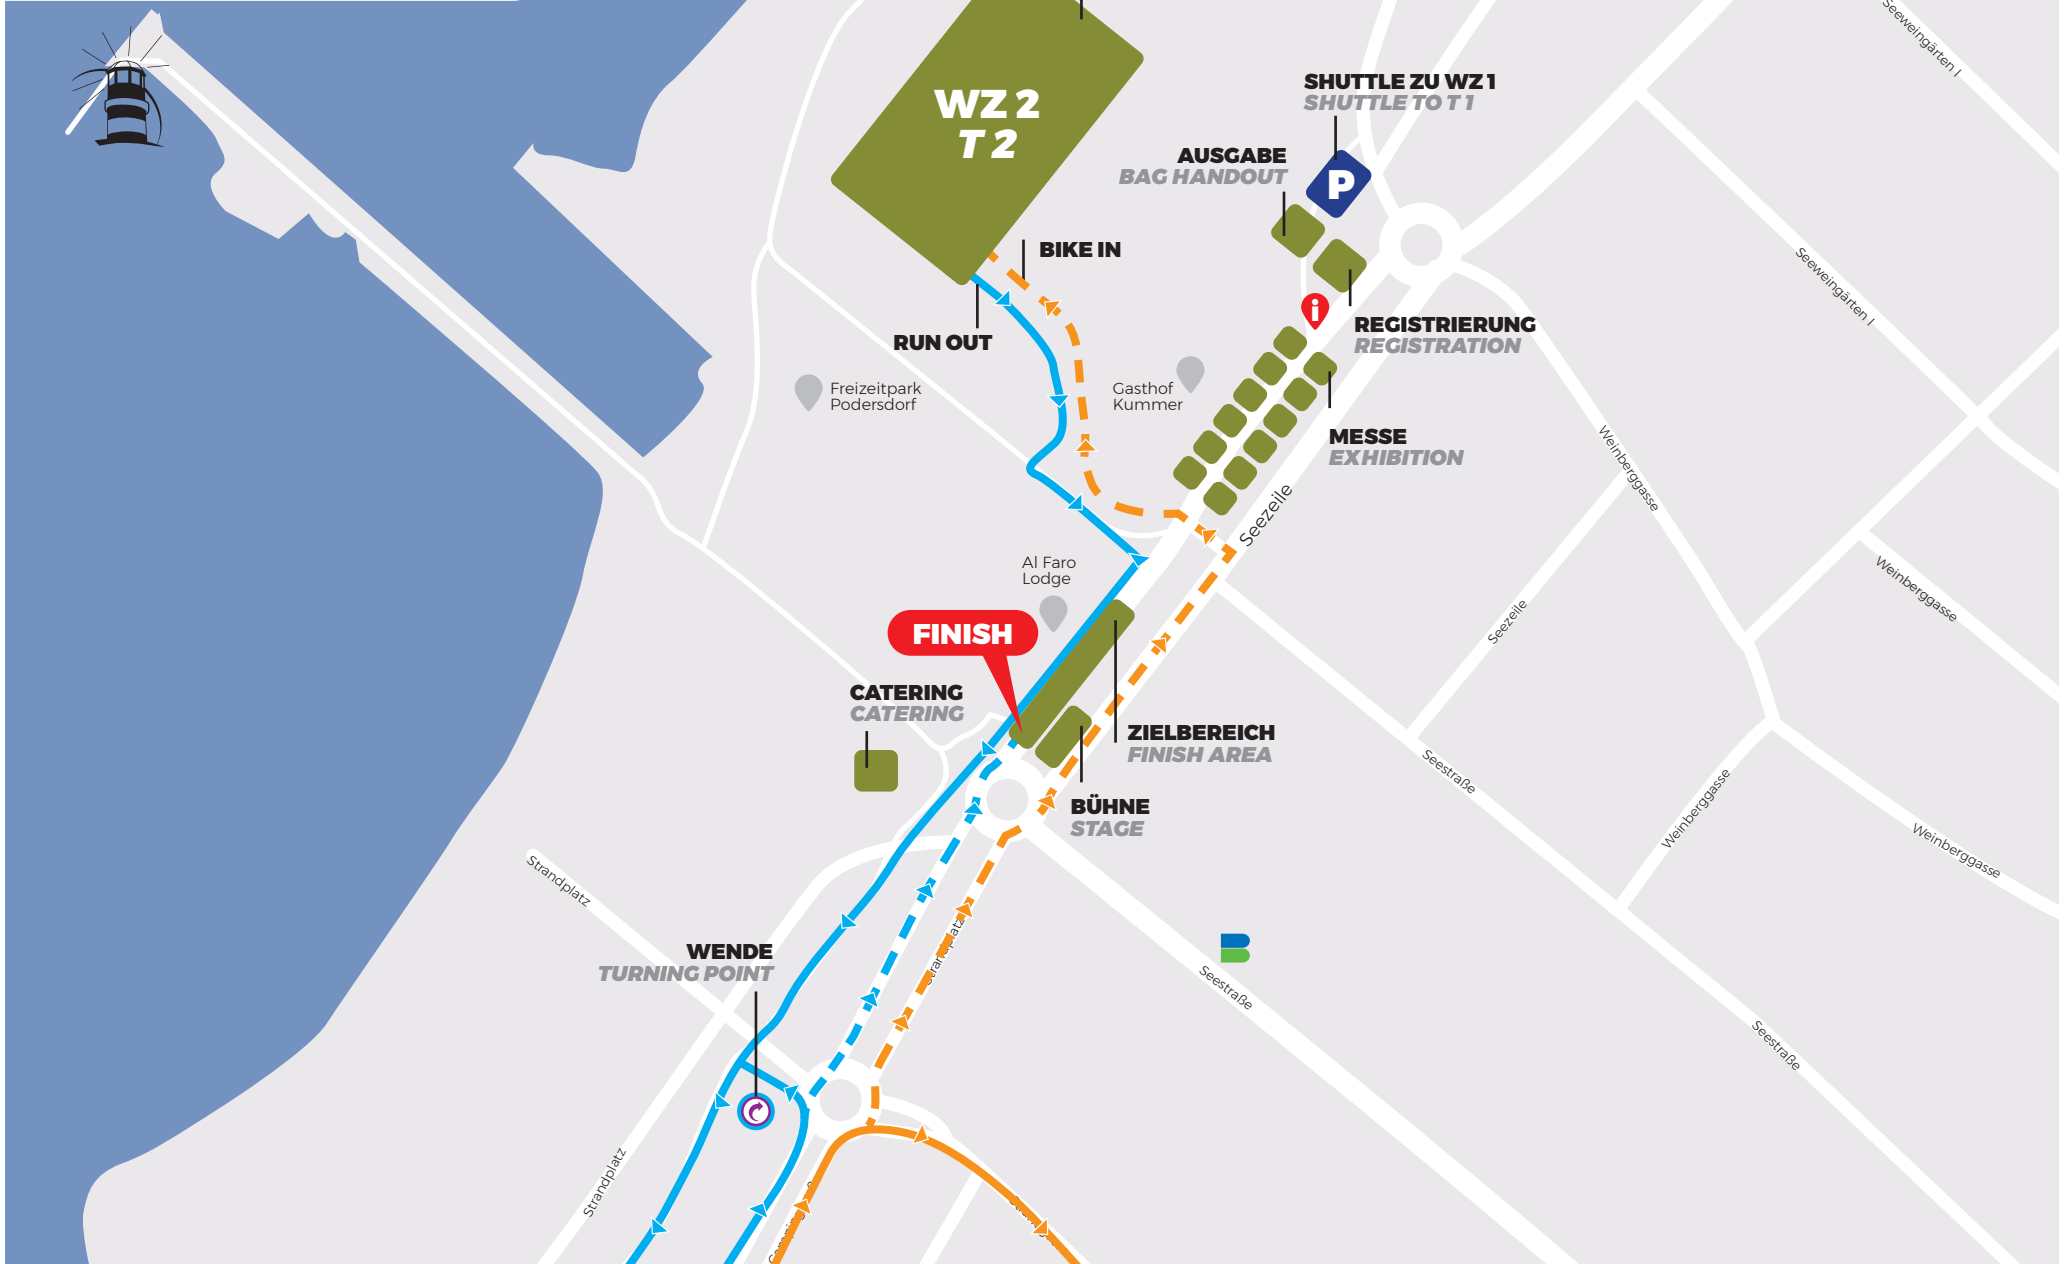 Seeweingärten I
SHUTTLE ZU WZ 1
SHUTTLE TO T 1
WZ 2
T 2
AUSGABE
BAG HANDOUT
P
BIKE IN
Seeweingärten I
i
REGISTRIERUNG
REGISTRATION
RUN OUT
Freizeitpark
Podersdorf
Gasthof
Kummer
MESSE
EXHIBITION
Weinberggasse
Seezeile
Al Faro
Lodge
Weinberggasse
Seezeile
FINISH
CATERING
CATERING
ZIELBEREICH
FINISH AREA
Seestraße
BÜHNE
STAGE
Weinberggasse
Weinberggasse
Strandplatz
Strandplatz
WENDE
TURNING POINT
Seestraße
Seestraße
Strandplatz